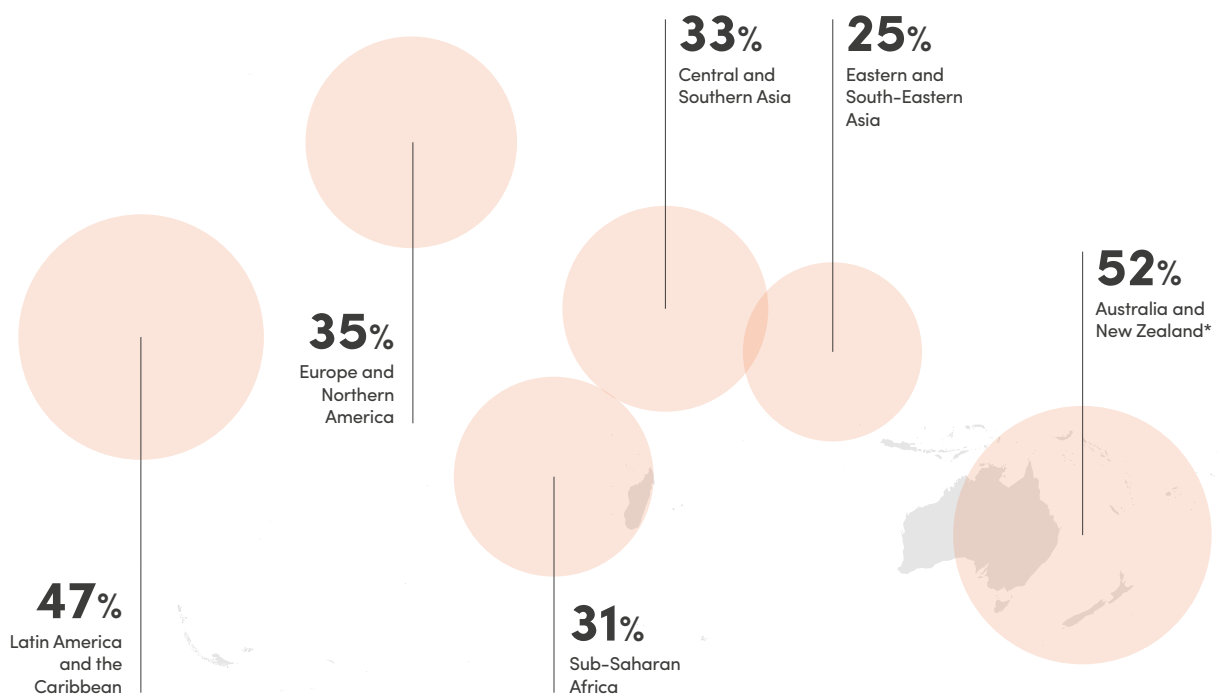 33%
Central and
Southern Asia
25%
Eastern and
South-Eastern
Asia
52%
Australia and
New Zealand*
35%
Europe and
Northern
America
47%
Latin America
and the
Caribbean
31%
Sub-Saharan
Africa